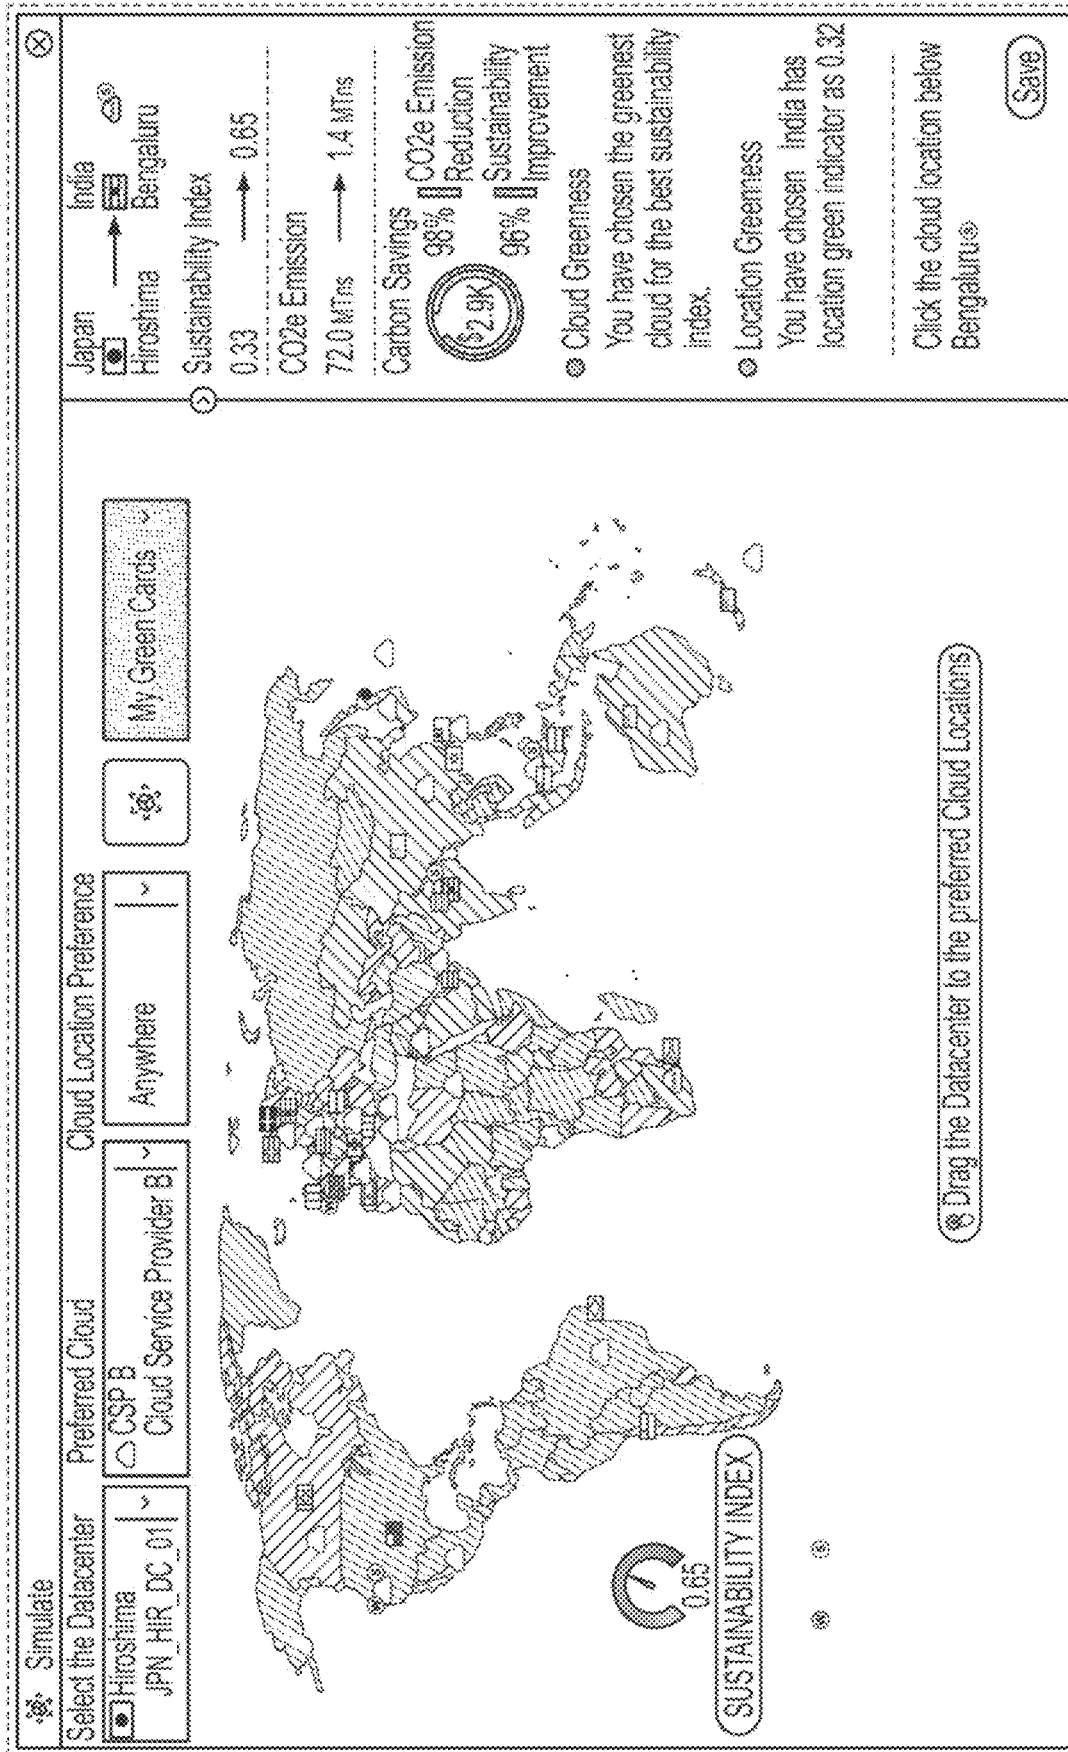 Simulate
Select the Datacenter
Hiroshima
JPN_HIR_DC_01
Preferred Cloud
CSP B
Cloud Service Provider B
Cloud Location Preference
Anywhere
My Green Cards
SUSTAINABILITY INDEX
0.65
Drag the Datacenter to the preferred Cloud Locations
Japan
Hiroshima
India
Bengaluru
Sustainability Index
0.33 → 0.65
CO2e Emission
72.0 MTns → 1.4 MTns
Carbon Savings
$2.9K
98% CO2e Emission
Reduction
96% Sustainability
Improvement
Cloud Greenness
You have chosen the greenest
cloud for the best sustainability
index.
Location Greenness
You have chosen India has
location green indicator as 0.32
Click the cloud location below
Bengaluru
Save